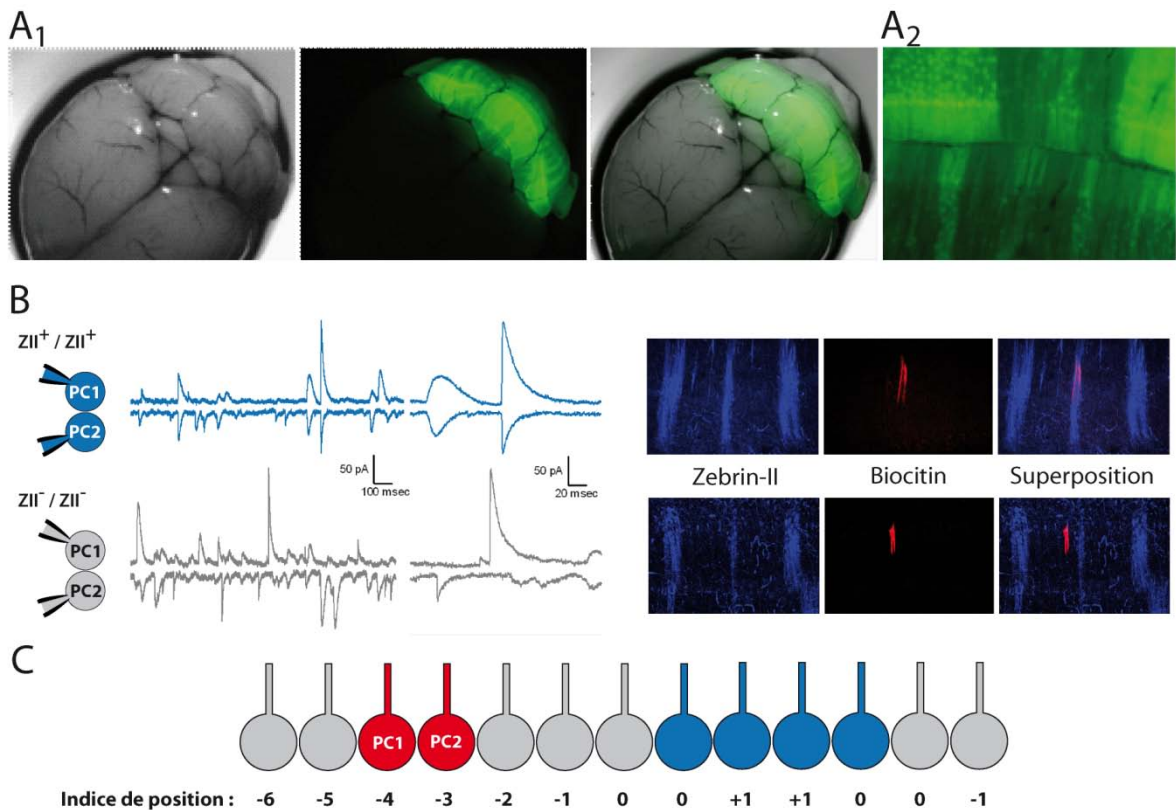 A1
A2
B
ZII+ / ZII+
PC1
PC2
50 pA
100 msec
50 pA
20 msec
ZII- / ZII-
PC1
PC2
Zebrin-II
Biocitin
Superposition
C
PC1
PC2
Indice de position : -6 -5 -4 -3 -2 -1 0 0 +1 +1 0 0 -1